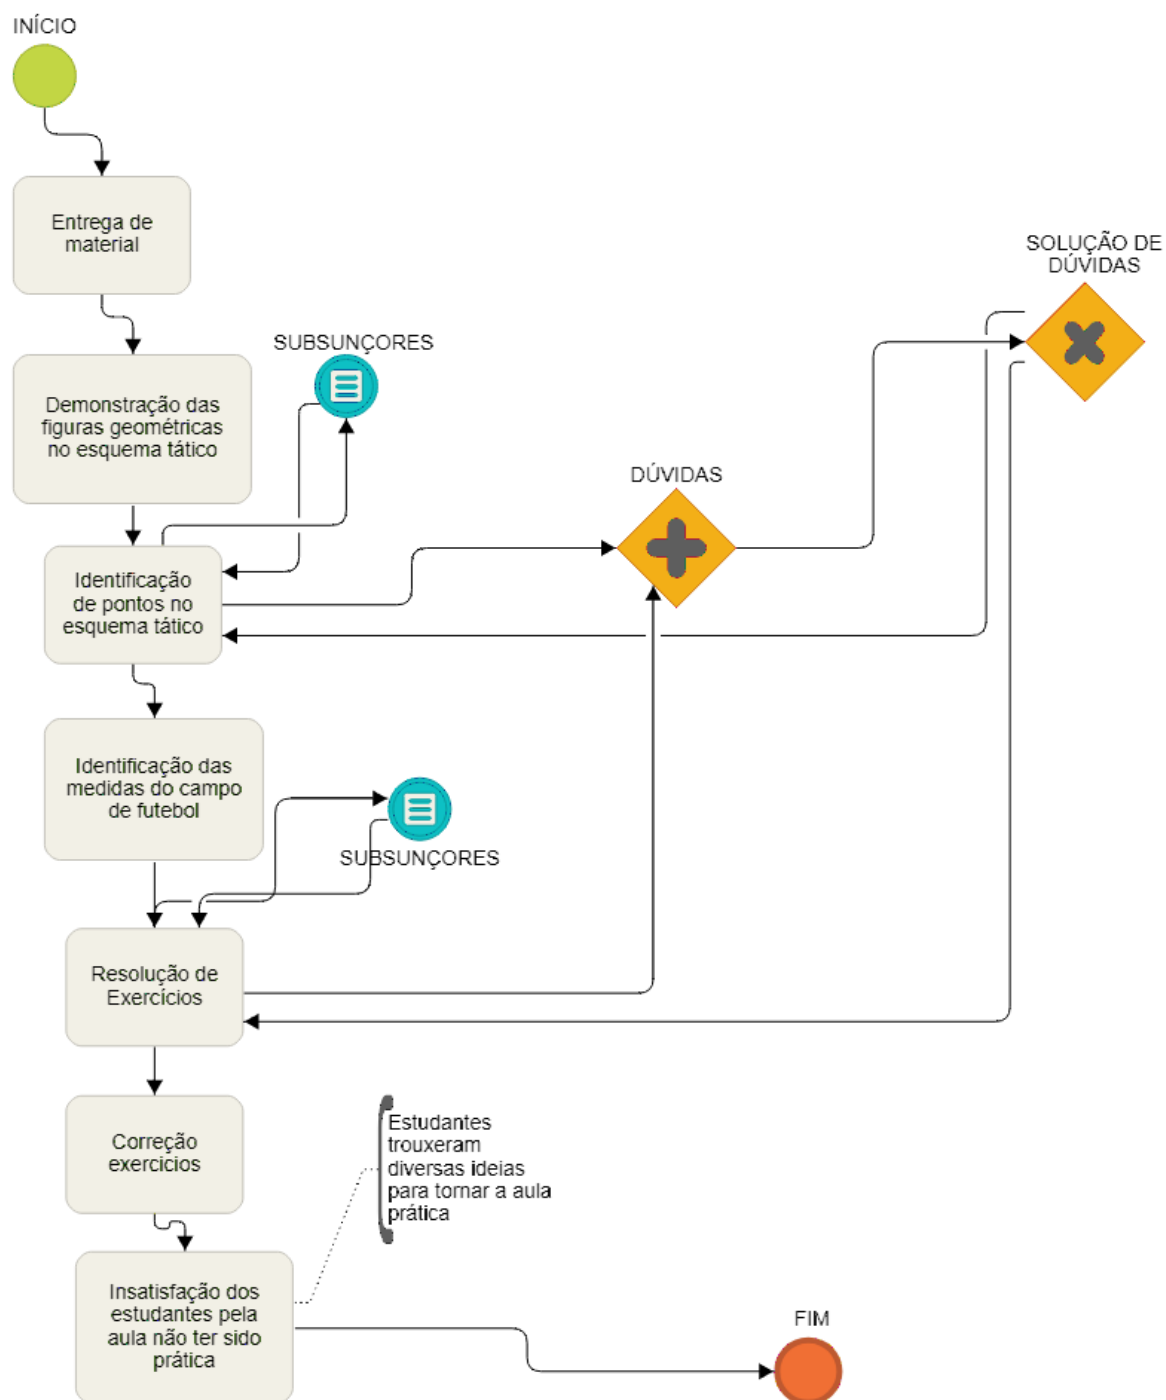 INÍCIO
Entrega de
material
SOLUÇÃO DE
DÚVIDAS
SUBSUNÇORES
Demonstração das
figuras geométricas
no esquema tático
DÚVIDAS
Identificação
de pontos no
esquema tático
Identificação das
medidas do campo
de futebol
SUBSUNÇORES
Resolução de
Exercícios
Correção
exercicios
Estudantes
trouxeram
diversas ideias
para tornar a aula
prática
Insatisfação dos
estudantes pela
aula não ter sido
prática
FIM